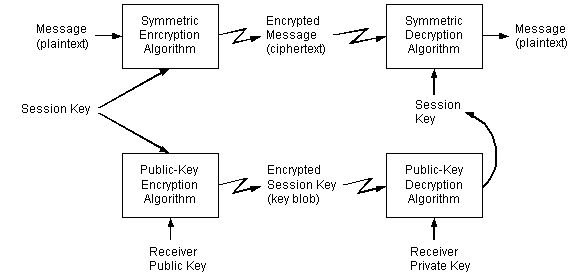 Message
(plaintext)
Symmetric
Encryption
Algorithm
Encrypted
Message
(ciphertext)
Symmetric
Decryption
Algorithm
Message
(plaintext)
Session Key
Session
Key
Public-Key
Encryption
Algorithm
Encrypted
Session Key
(key blob)
Public-Key
Decryption
Algorithm
Receiver
Public Key
Receiver
Private Key